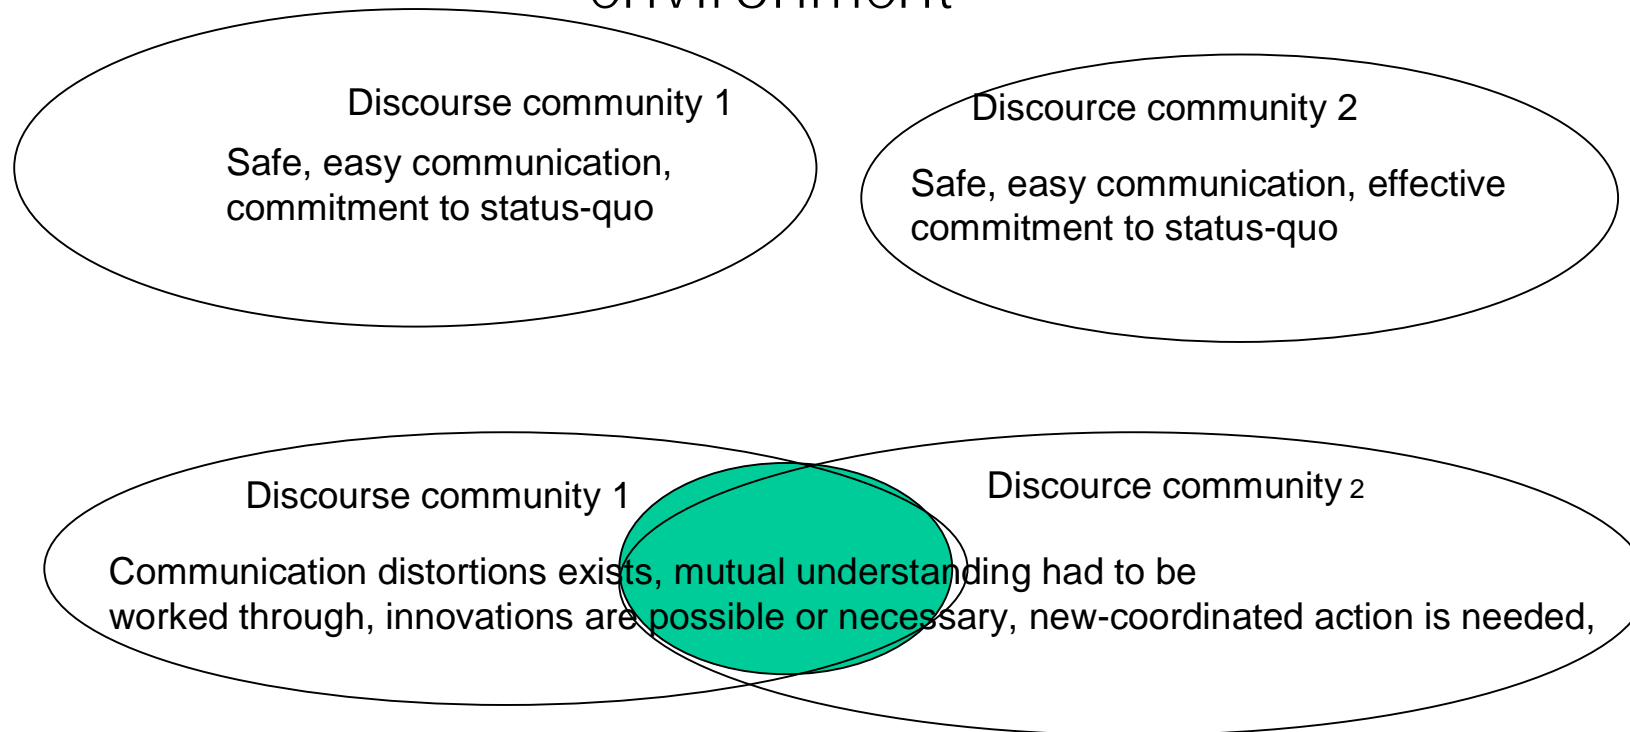 environment
Discourse community 1
Safe, easy communication,
commitment to status-quo
Discource community 2
Safe, easy communication, effective
commitment to status-quo
Discourse community 1
Discource community 2
Communication distortions exists, mutual understanding had to be
worked through, innovations are possible or necessary, new-coordinated action is needed,